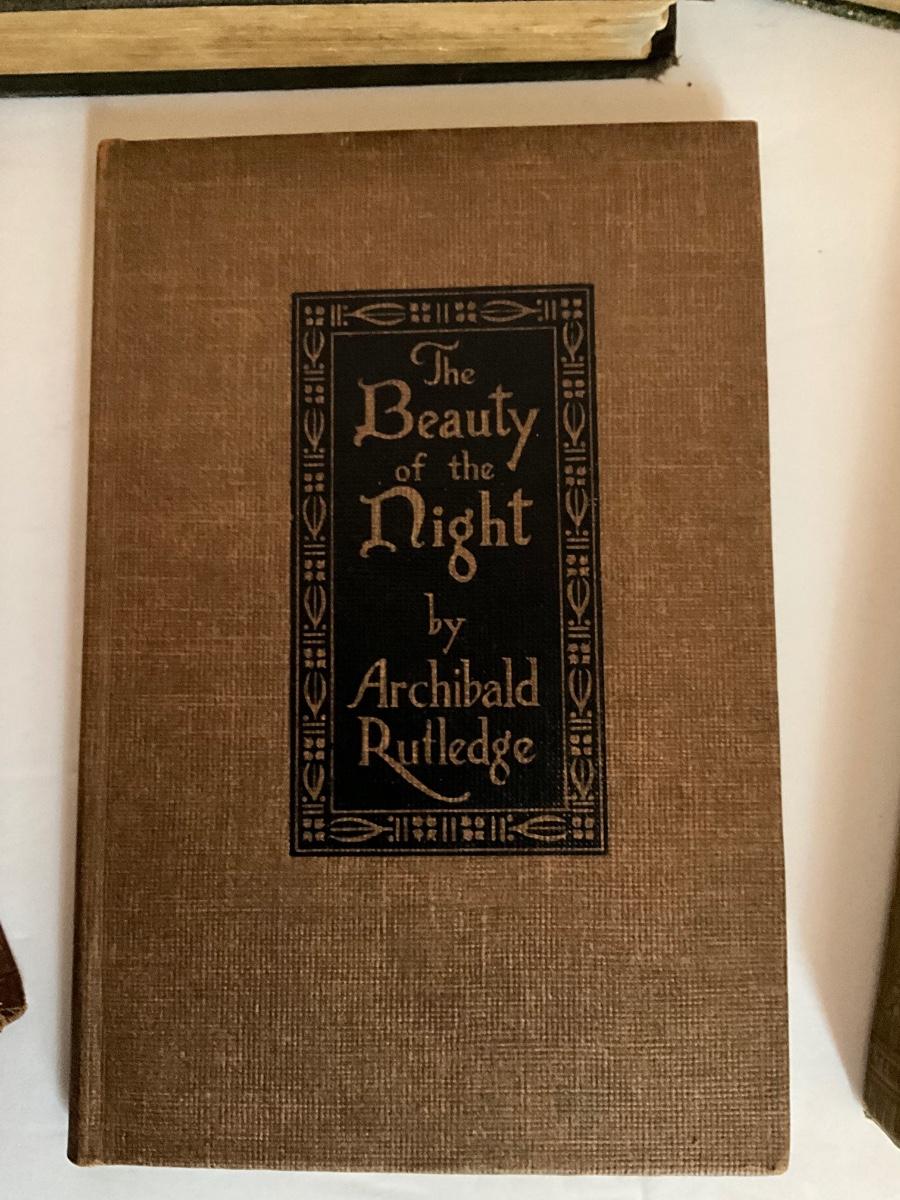 The
Beauty
of the
Night
by
Archibald
Rutledge